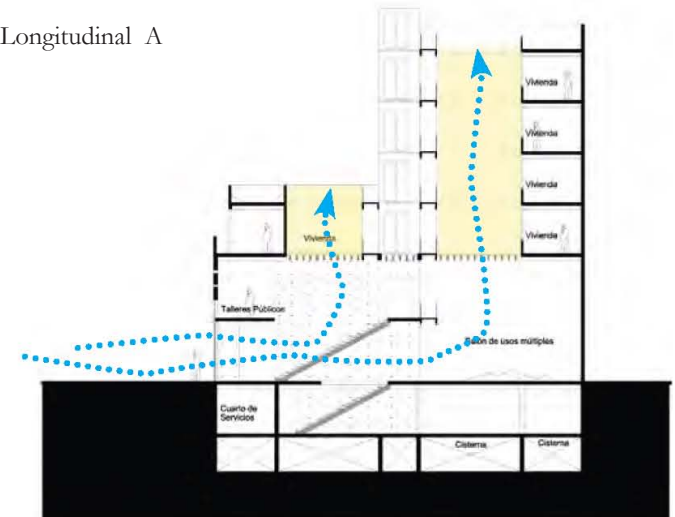 Longitudinal A
Vivienda
Vivienda
Vivienda
Vivienda
Vivienda
Talleres Públicos
Salón de usos múltiples
Cuarto de
Servicios
Cisterna
Cisterna